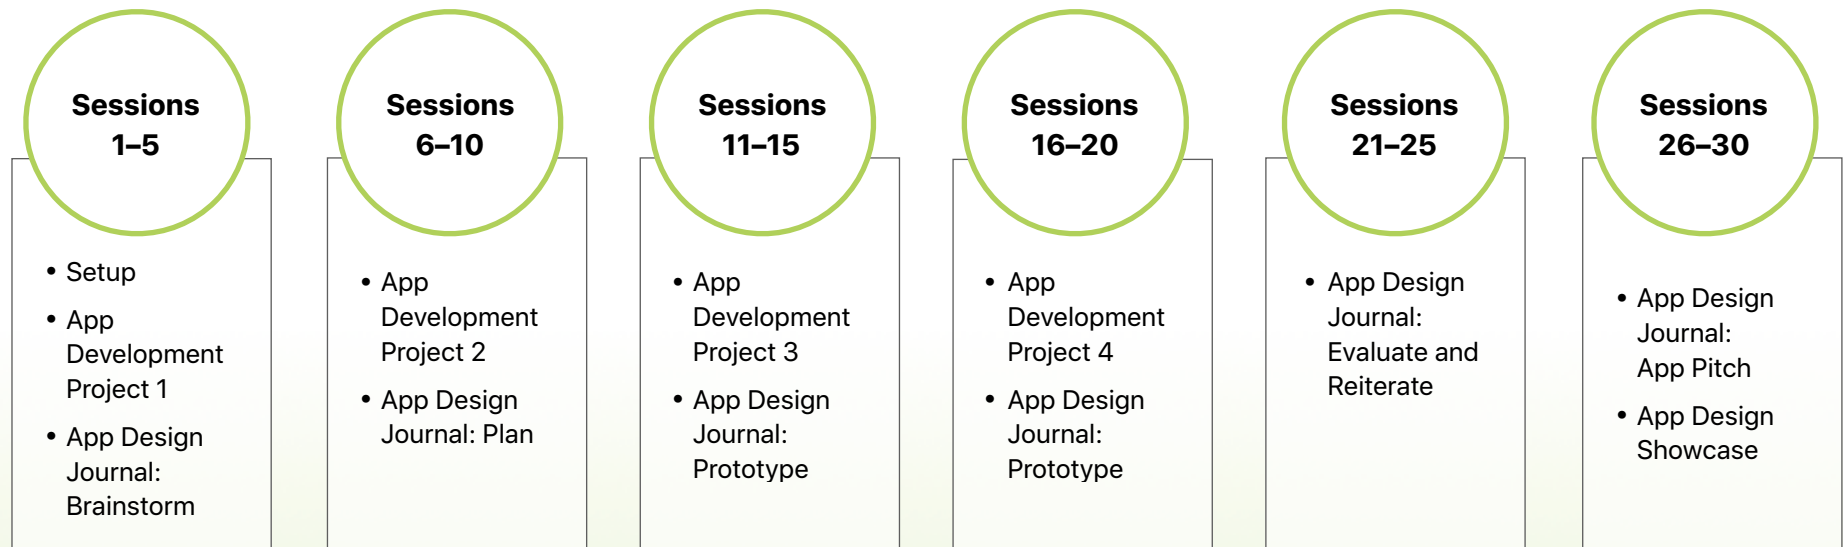 Sessions
1–5
• Setup
• App
Development
Project 1
• App Design
Journal:
Brainstorm
Sessions
6–10
• App
Development
Project 2
• App Design
Journal: Plan
Sessions
11–15
• App
Development
Project 3
• App Design
Journal:
Prototype
Sessions
16–20
• App
Development
Project 4
• App Design
Journal:
Prototype
Sessions
21–25
• App Design
Journal:
Evaluate and
Reiterate
Sessions
26–30
• App Design
Journal:
App Pitch
• App Design
Showcase